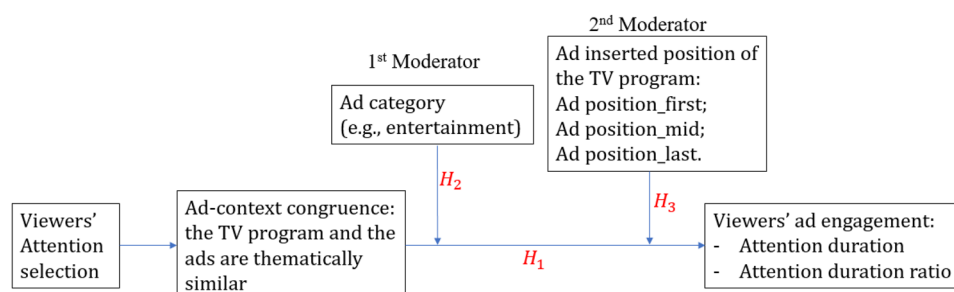 2nd Moderator
1st Moderator
Ad inserted position of
the TV program:
Ad position_first;
Ad position_mid;
Ad position_last.
Ad category
(e.g., entertainment)
H2
H3
Viewers’
Attention
selection
Ad-context congruence:
the TV program and the
ads are thematically
similar
H1
Viewers’ ad engagement:
- Attention duration
- Attention duration ratio